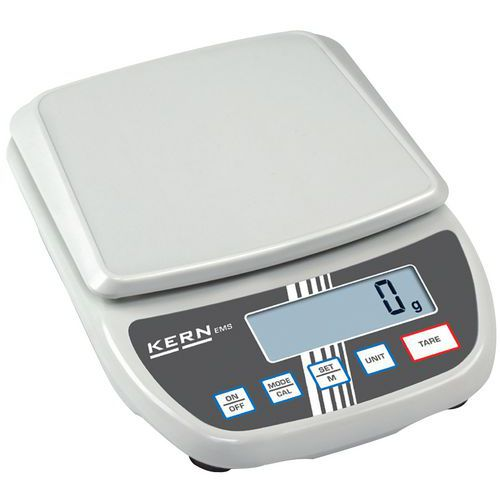 0 g
KERN EMS
ON
OFF
MODE
CAL
SET
M
UNIT
TARE